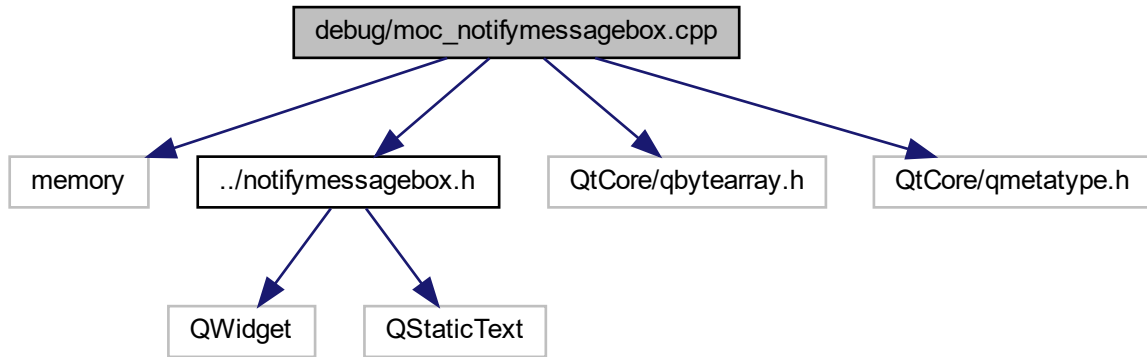 debug/moc_notifymessagebox.cpp
memory
../notifymessagebox.h
QtCore/qbytearray.h
QtCore/qmetatype.h
QWidget
QStaticText